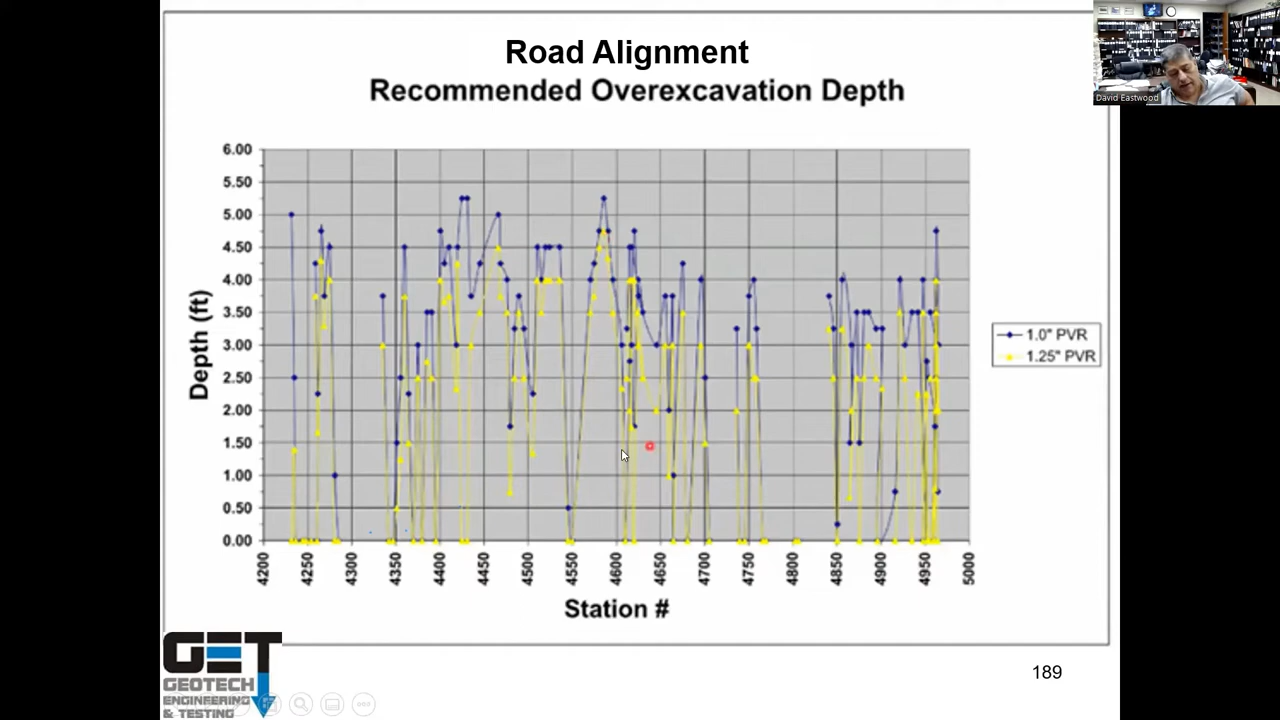 Road Alignment
Recommended Overexcavation Depth
David Eastwood
6.00
5.50
5.00
4.50
4.00
3.50
3.00
2.50
2.00
1.50
1.00
0.50
0.00
Depth (ft)
4200
4250
4300
4350
4400
4450
4500
4550
4600
4650
4700
4750
4800
4850
4900
4950
5000
Station #
1.0" PVR
1.25" PVR
GET
GEOTECH
ENGINEERING
& TESTING
189